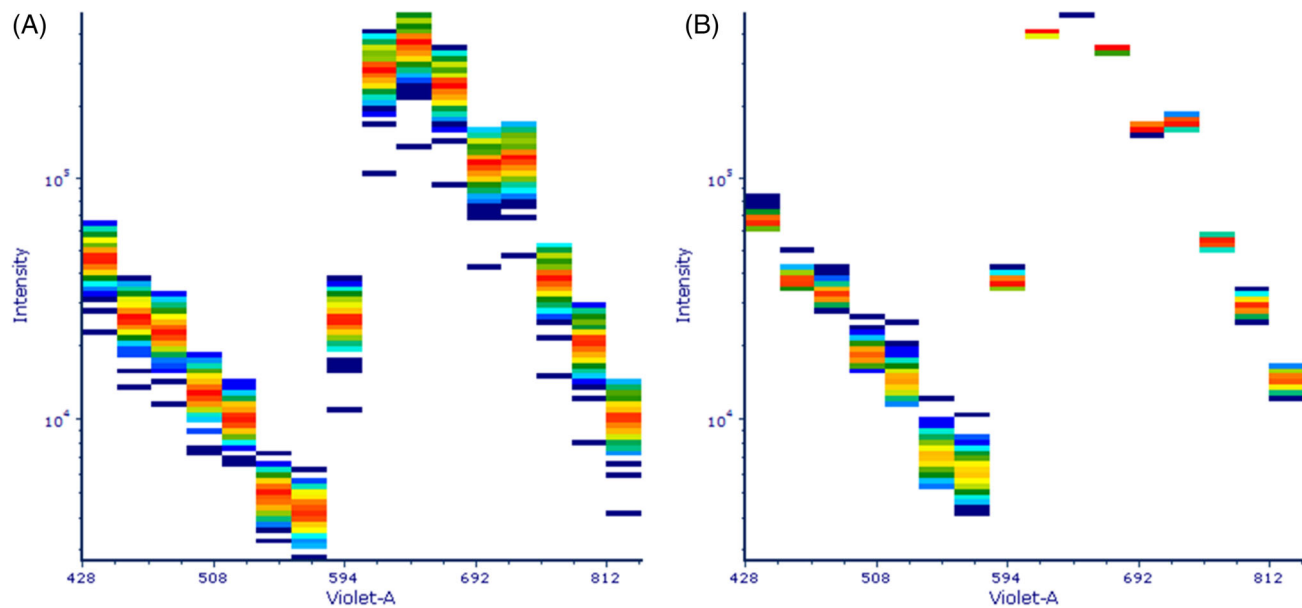 (A)
10⁵
10⁴
Intensity
428 508 594 692 812
Violet-A
(B)
10⁵
10⁴
Intensity
428 508 594 692 812
Violet-A